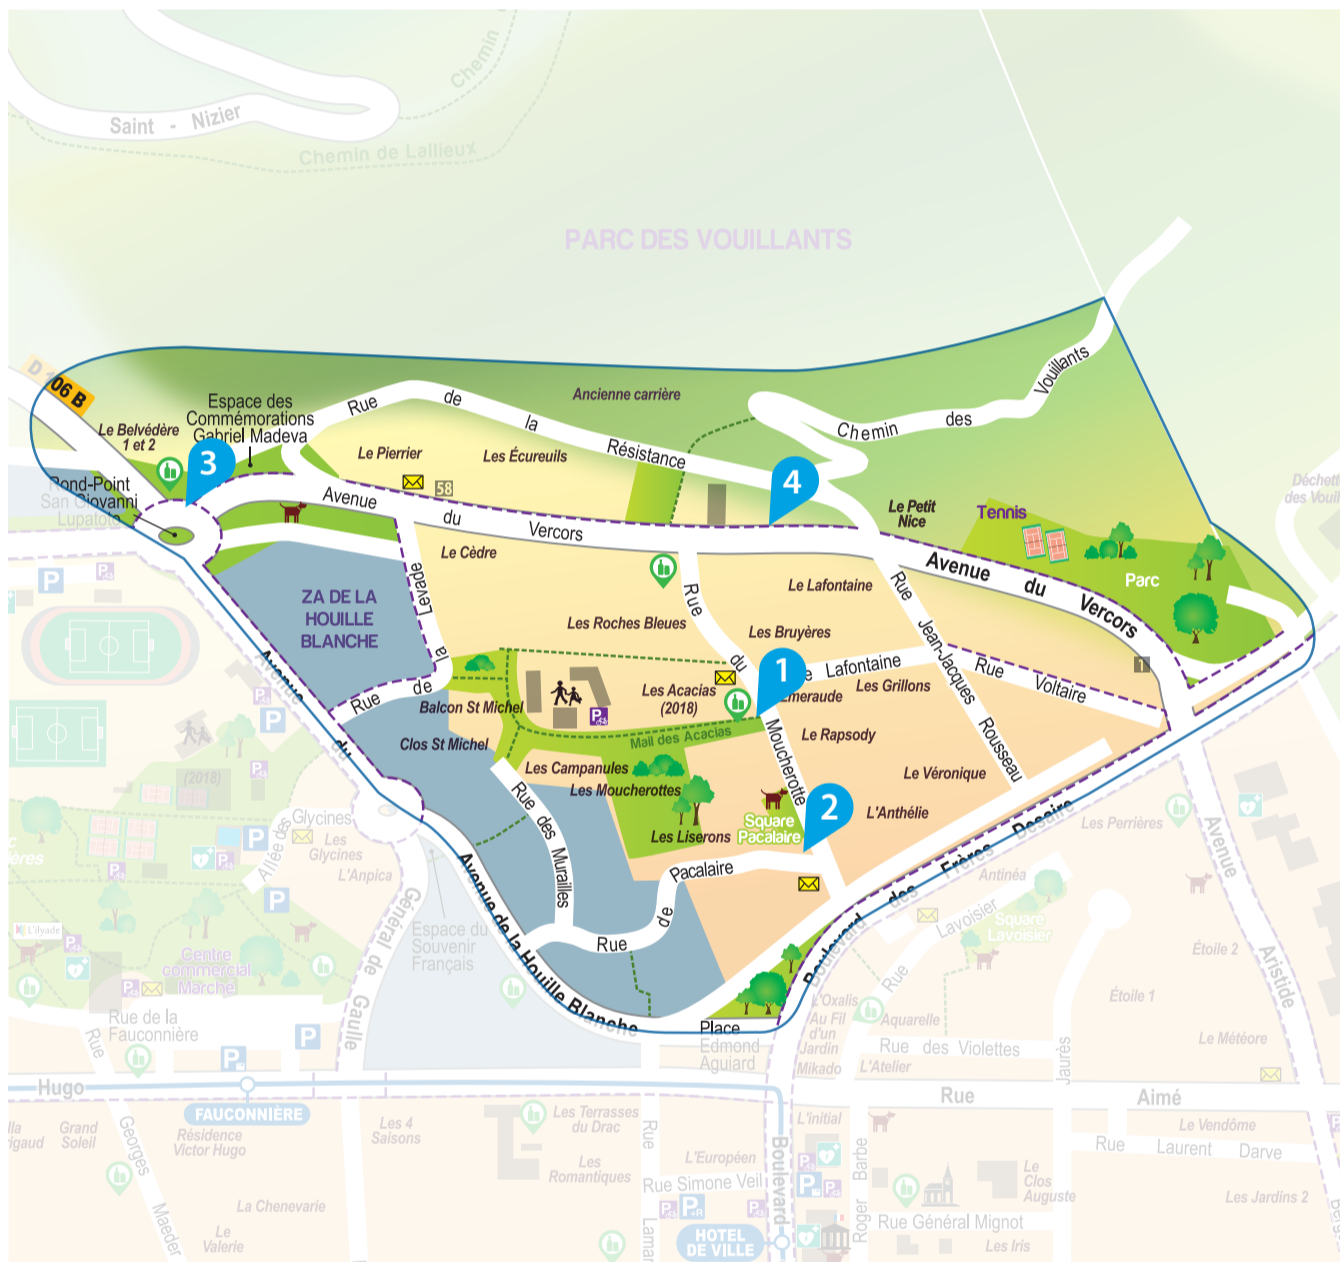 Saint - Nizier
Chemin
Chemin de Lallieux
PARC DES VOUILLANTS
D 106 B
Le Belvédère
1 et 2
Espace des
Commémorations
Gabriel Madeva
Rue de la Résistance
Ancienne carrière
Chemin des Vouillants
Le Pierrier
Les Écureuils
3
58
4
Rond-Point
San Giovanni
Lupatoto
Avenue du Vercors
Le Petit
Nice
Tennis
Parc
Le Cèdre
Avenue du Vercors
ZA DE LA
HOUILLE
BLANCHE
Rue de la Levade
Les Roches Bleues
Rue du Moucherotte
Le Lafontaine
Les Bruyères
Rue Jean-Jacques Rousseau
Lafontaine
Rue Voltaire
1
1
Les Acacias
(2018)
P
Emeraude
Les Grillons
Balcon St Michel
Clos St Michel
Mail des Acacias
Le Rapsody
Les Campanules
Les Moucherottes
Le Véronique
Rue des Murailles
Square
Pacalaire
2
L'Anthélie
Les Liserons
Rue de Pacalaire
Avenue du
Avenue de la Houille Blanche
Boulevard des Frères Desaire
Place
Edmond
Aguiard
P
P
P
P
(2018)
P
Allée des Glycines
Les
Glycines
L'Anpica
P
P
P
L'ilyade
P
P
Centre
commercial
Marché
Général de Gaulle
Espace du
Souvenir
Français
Rue de la
Fauconnière
P
P
Rue Georges Maeder
Hugo
FAUCONNIÈRE
Grand
Soleil
Résidence
Victor Hugo
Les 4
Saisons
La Chenevarie
Le
Valerie
Les Terrasses
du Drac
Les
Romantiques
Rue Lamar
L'Européen
Rue Simone Veil
P
P+R
P
HOTEL
DE VILLE
Boulevard
L'initial
P
P
P
Roger Barbe
Rue Général Mignot
Les Iris
Le
Clos
Auguste
L'Oxalis
Au Fil
d'un
Jardin
Mikado
Aquarelle
L'Atelier
Rue Lavoisier
Square
Lavoisier
Antinéa
Les Perrières
Rue des Violettes
Jaurès
Étoile 1
Étoile 2
Avenue Aristide
Le Météore
Rue Aimé
Le Vendôme
Rue Laurent Darve
Les Jardins 2
P